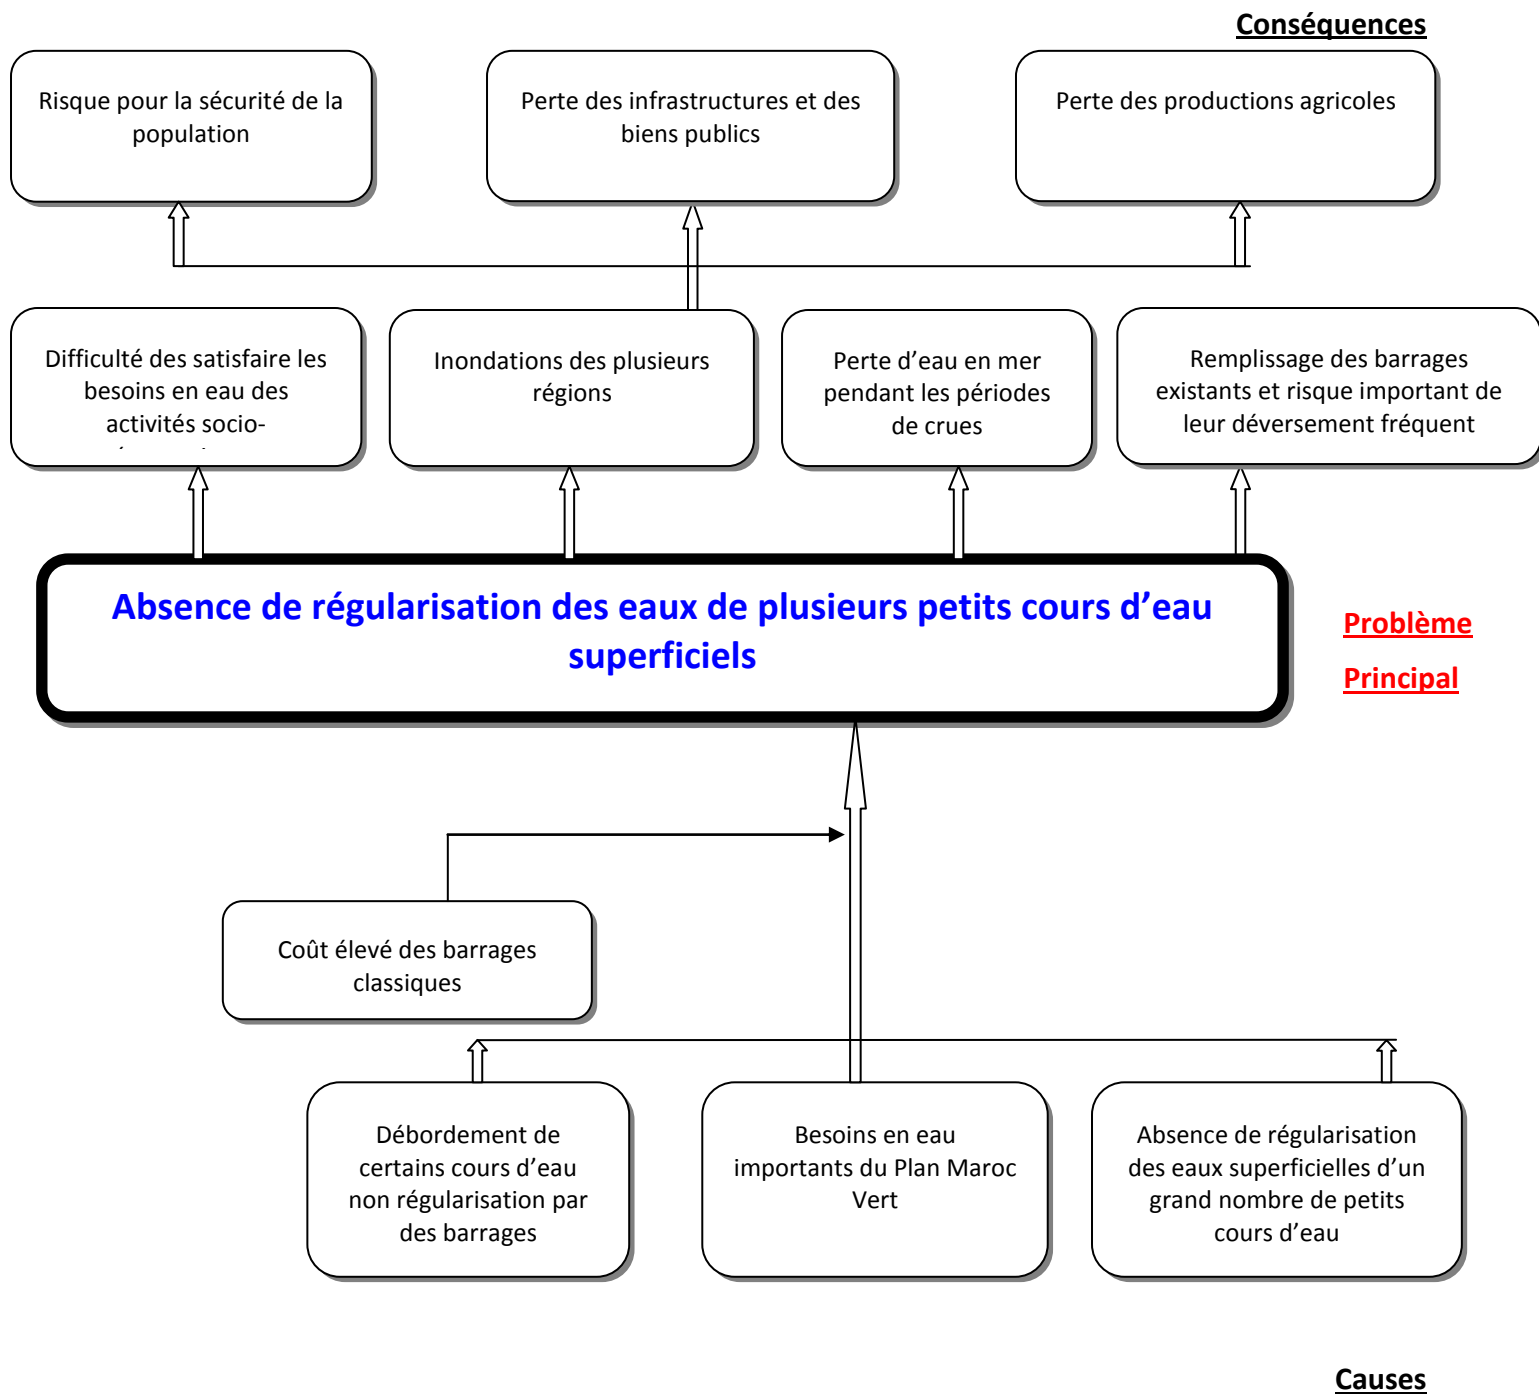 Conséquences
Risque pour la sécurité de la
population
Perte des infrastructures et des
biens publics
Perte des productions agricoles
Difficulté des satisfaire les
besoins en eau des
activités socio-
Inondations des plusieurs
régions
Perte d’eau en mer
pendant les périodes
de crues
Remplissage des barrages
existants et risque important de
leur déversement fréquent
Absence de régularisation des eaux de plusieurs petits cours d’eau
superficiels
Problème
Principal
Coût élevé des barrages
classiques
Débordement de
certains cours d’eau
non régularisation par
des barrages
Besoins en eau
importants du Plan Maroc
Vert
Absence de régularisation
des eaux superficielles d’un
grand nombre de petits
cours d’eau
Causes